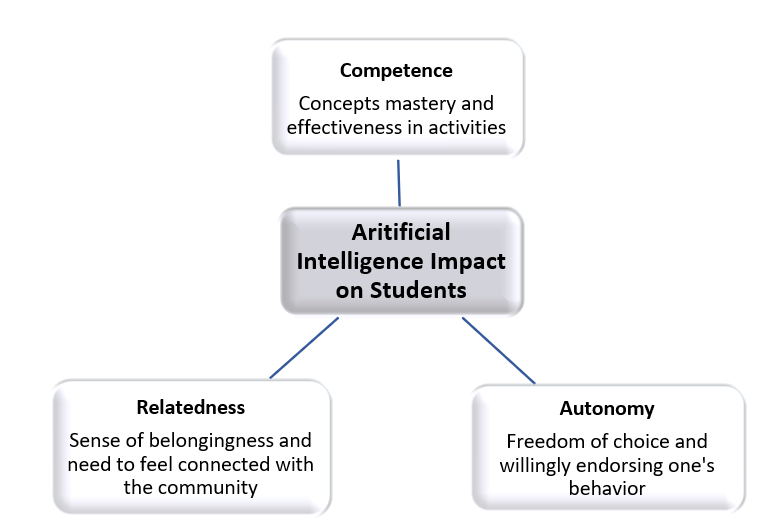 Competence
Concepts mastery and
effectiveness in activities
Aritificial
Intelligence Impact
on Students
Relatedness
Sense of belongingness and
need to feel connected with
the community
Autonomy
Freedom of choice and
willingly endorsing one's
behavior